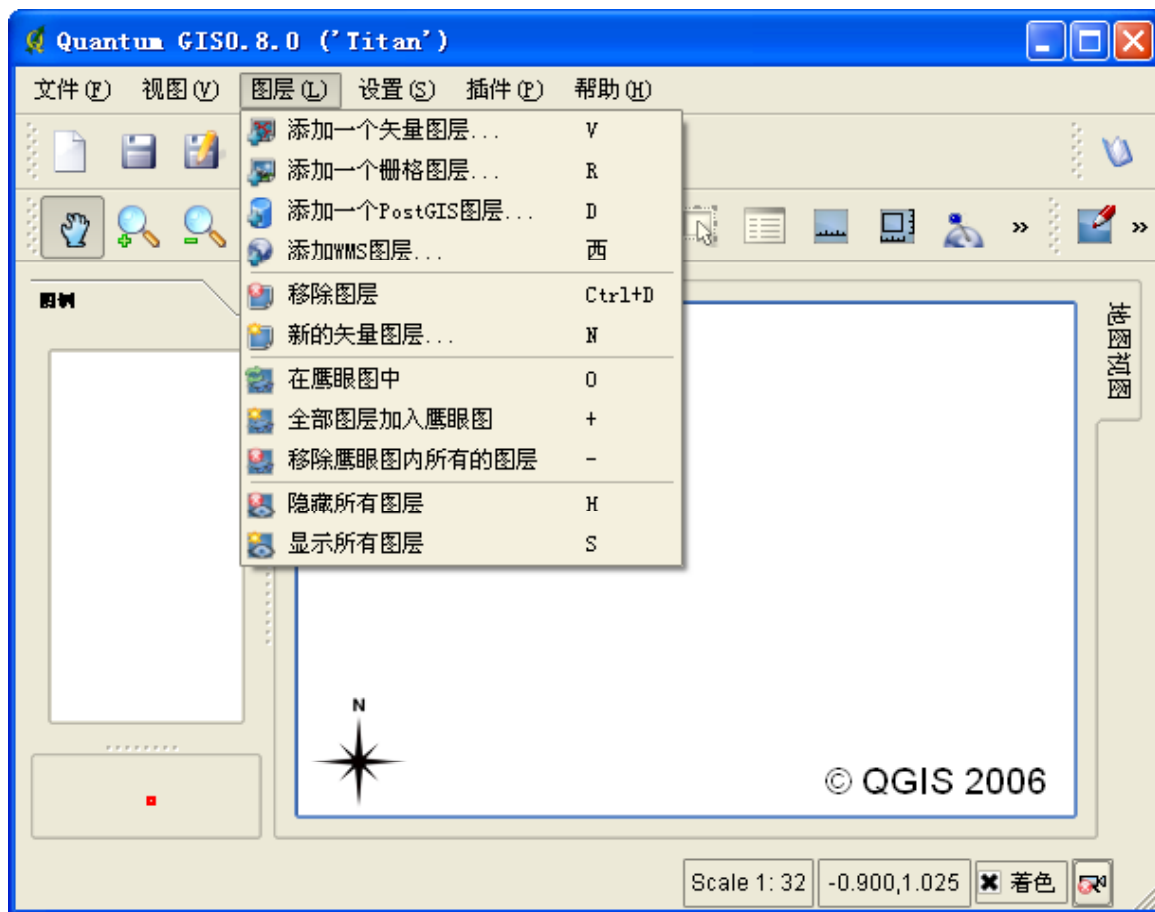 Quantum GIS0.8.0 ('Titan')
文件(F) 视图(V) 图层(L) 设置(S) 插件(P) 帮助(H)
添加一个矢量图层... V
添加一个栅格图层... R
添加一个PostGIS图层... D
添加WMS图层... 西
移除图层 Ctrl+D
新的矢量图层... N
在鹰眼图中 O
全部图层加入鹰眼图 +
移除鹰眼图内所有的图层 -
隐藏所有图层 H
显示所有图层 S
图例
地图视图
N
© QGIS 2006
Scale 1: 32 -0.900,1.025 着色